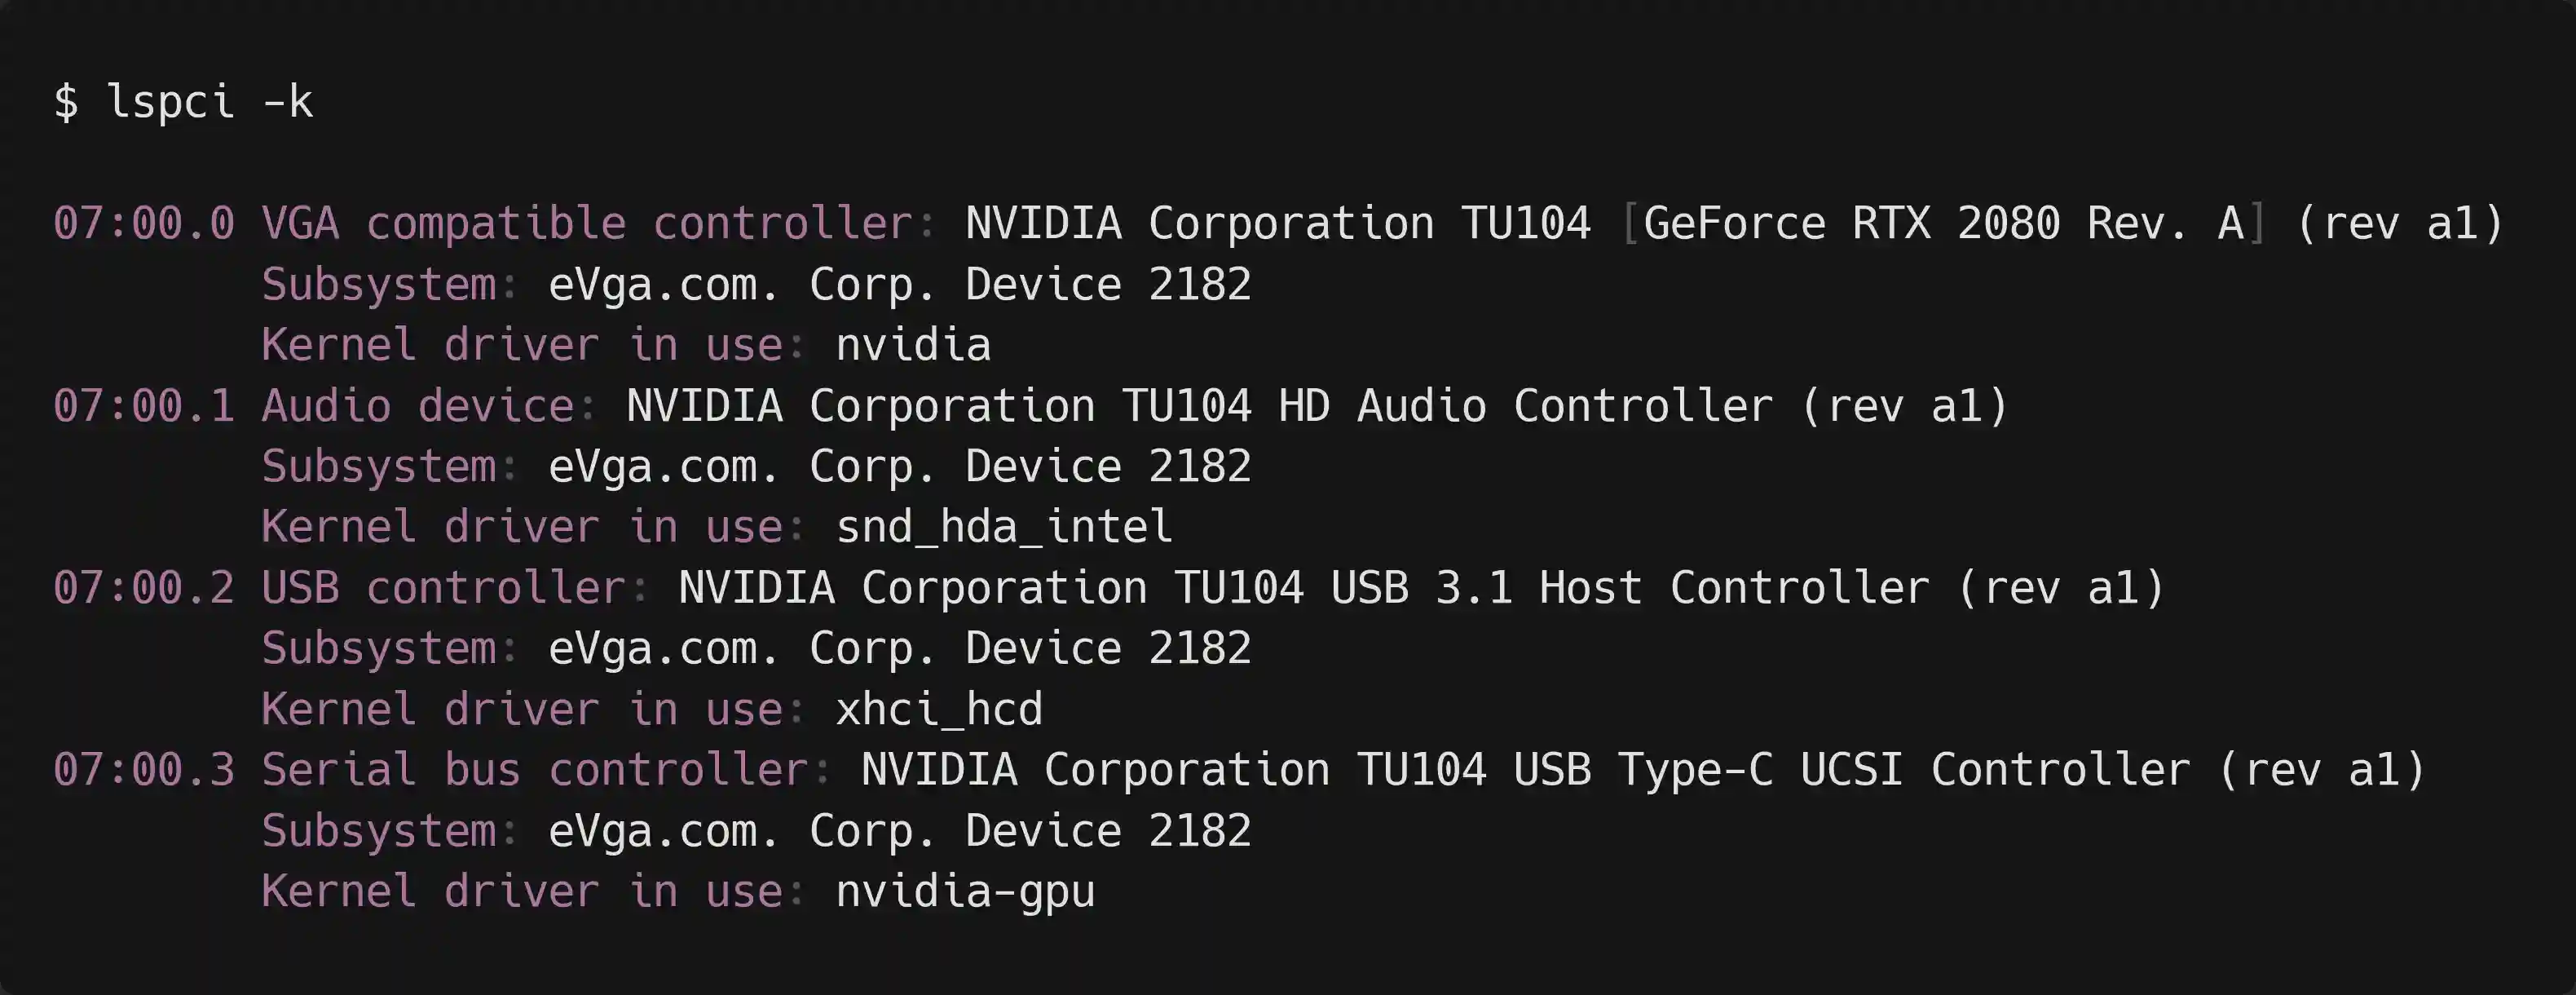 $ lspci -k
07:00.0 VGA compatible controller: NVIDIA Corporation TU104 [GeForce RTX 2080 Rev. A] (rev a1)
Subsystem: eVga.com. Corp. Device 2182
Kernel driver in use: nvidia
07:00.1 Audio device: NVIDIA Corporation TU104 HD Audio Controller (rev a1)
Subsystem: eVga.com. Corp. Device 2182
Kernel driver in use: snd_hda_intel
07:00.2 USB controller: NVIDIA Corporation TU104 USB 3.1 Host Controller (rev a1)
Subsystem: eVga.com. Corp. Device 2182
Kernel driver in use: xhci_hcd
07:00.3 Serial bus controller: NVIDIA Corporation TU104 USB Type-C UCSI Controller (rev a1)
Subsystem: eVga.com. Corp. Device 2182
Kernel driver in use: nvidia-gpu